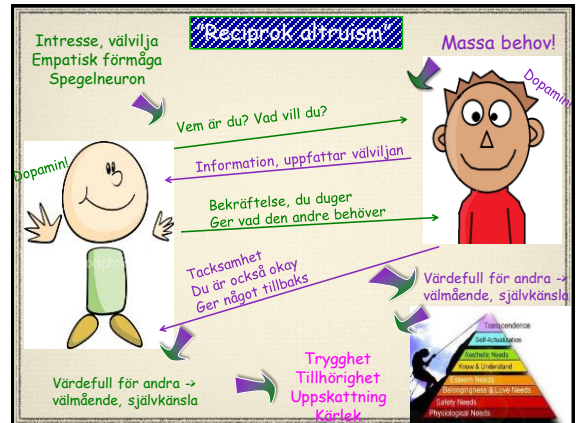 "Reciprok altruism"
Intresse, välvilja
Empatisk förmåga
Spegelneuron
Massa behov!
Dopamin!
Dopamin!
Vem är du? Vad vill du?
Information, uppfattar välviljan
Bekräftelse, du duger
Ger vad den andre behöver
Tacksamhet
Du är också okay
Ger något tillbaks
Värdefull för andra ->
välmående, självkänsla
Trygghet
Tillhörighet
Uppskattning
Kärlek
Värdefull för andra ->
välmående, självkänsla
Transcendence
Self-Actualization
Aesthetic Needs
Know & Understand
Esteem Needs
Belongingness & Love Needs
Safety Needs
Physiological Needs